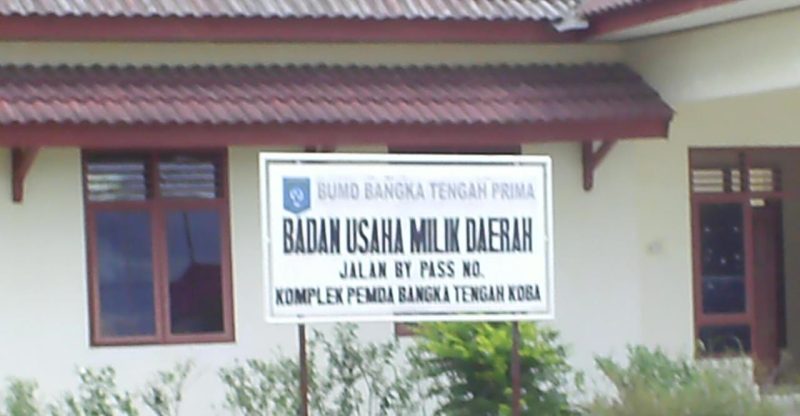 BUMD BANGKA TENGAH PRIMA
BADAN USAHA MILIK DAERAH
JALAN BY PASS NO.
KOMPLEK PEMDA BANGKA TENGAH KOBA